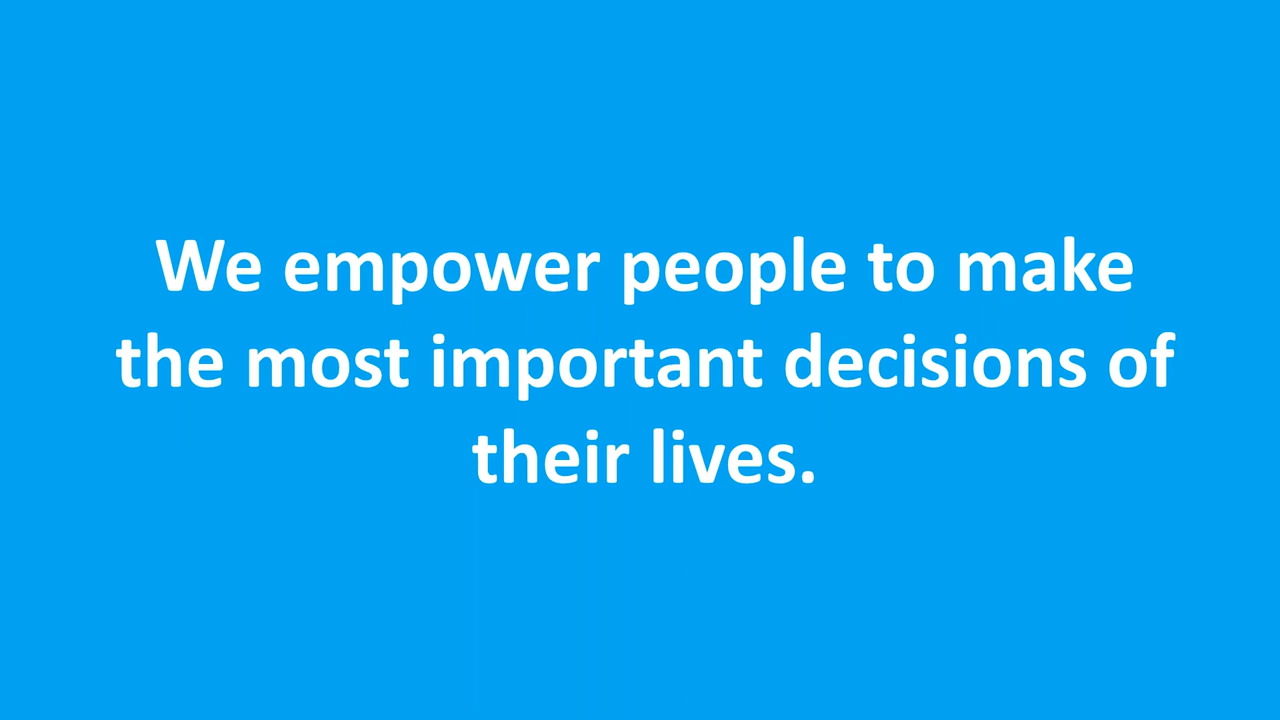 We empower people to make
the most important decisions of
their lives.